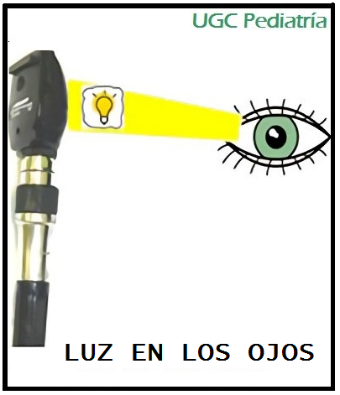 UGC Pediatría
LUZ EN LOS OJOS